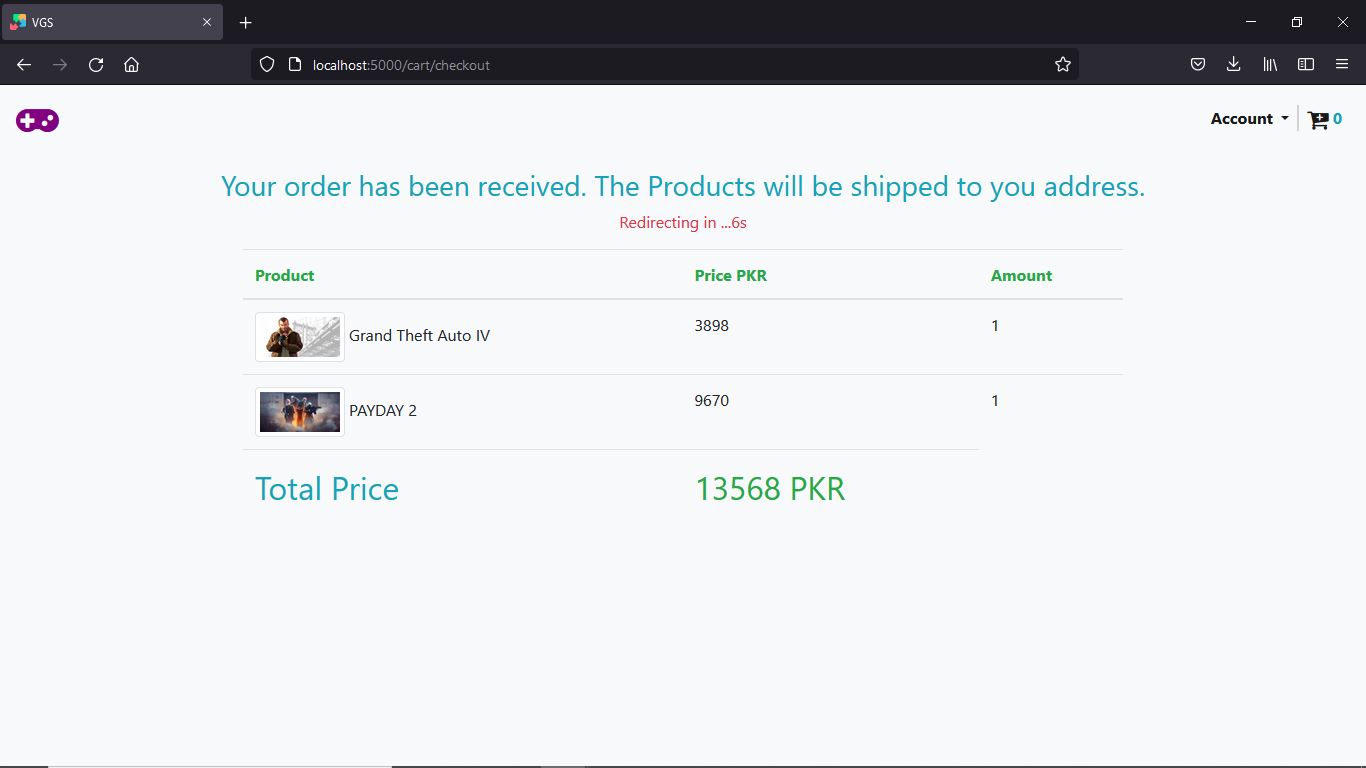 VGS
localhost:5000/cart/checkout
Account
0
Your order has been received. The Products will be shipped to you address.
Redirecting in ...6s
Product Price PKR Amount
Grand Theft Auto IV 3898 1
PAYDAY 2 9670 1
Total Price 13568 PKR